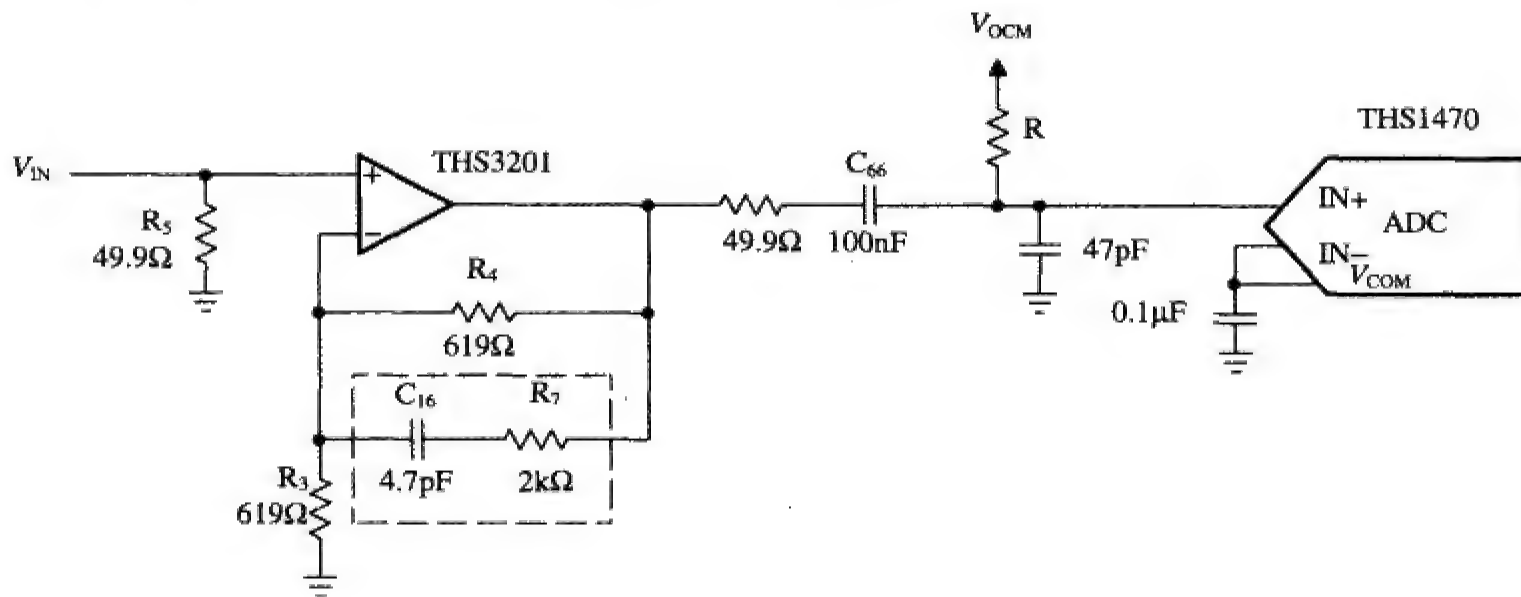 V_OCM
THS1470
R
V_IN
THS3201
C_66
IN+
ADC
R_5
49.9Ω
49.9Ω
100nF
47pF
IN−
V_COM
R_4
0.1μF
619Ω
C_16
R_7
R_3
4.7pF
2kΩ
619Ω